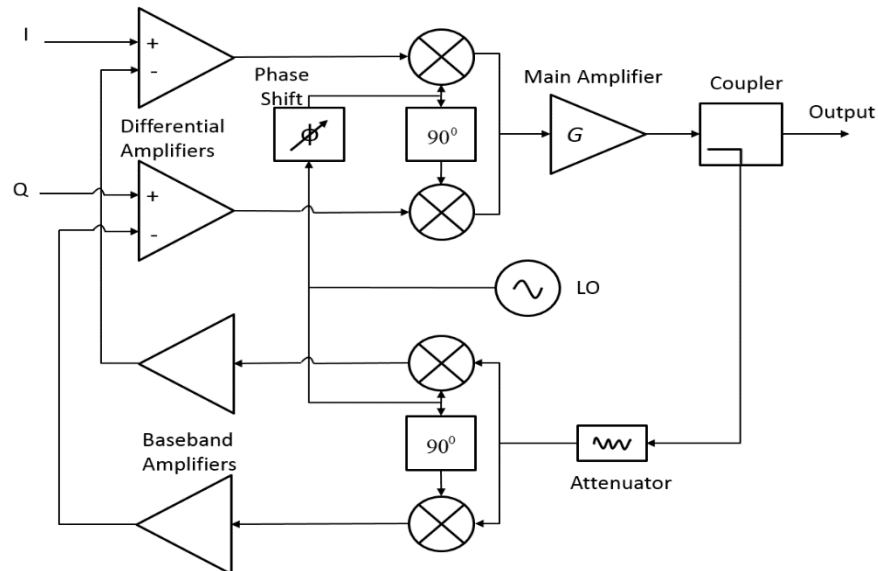 I
+
-
Phase
Shift
Main Amplifier
Coupler
Output
Differential
Amplifiers
ϕ
90⁰
G
Q
+
-
LO
90⁰
Baseband
Amplifiers
Attenuator